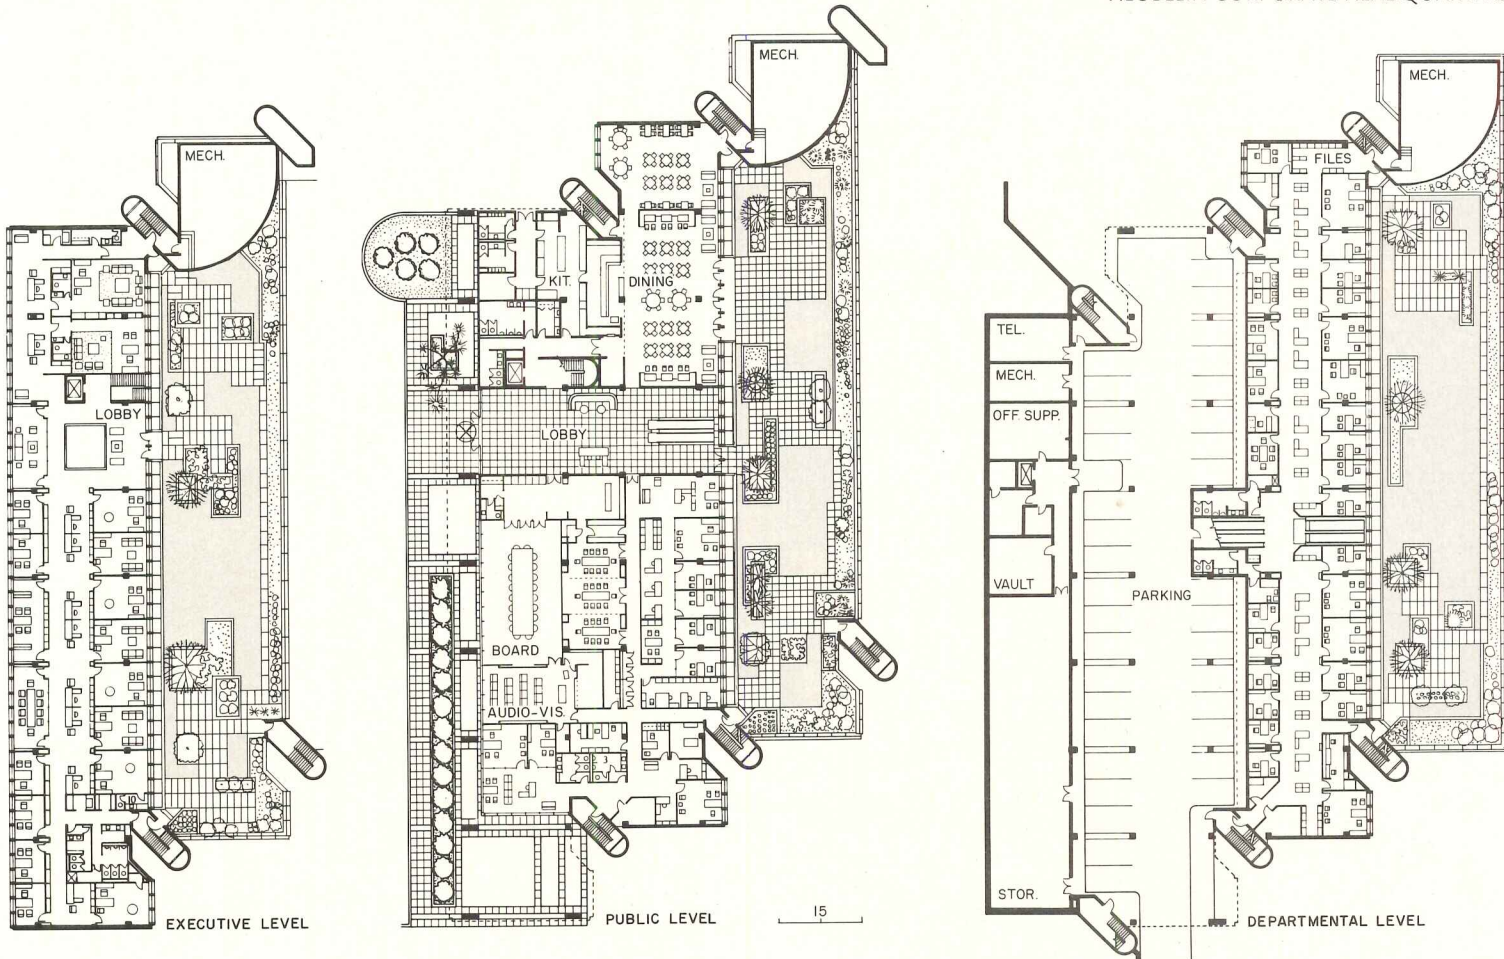 MECH.
LOBBY
EXECUTIVE LEVEL
MECH.
KIT.
DINING
LOBBY
BOARD
AUDIO-VIS.
3
PUBLIC LEVEL
15
MECH.
FILES
TEL.
MECH.
OFF. SUPP.
VAULT
PARKING
STOR.
DEPARTMENTAL LEVEL